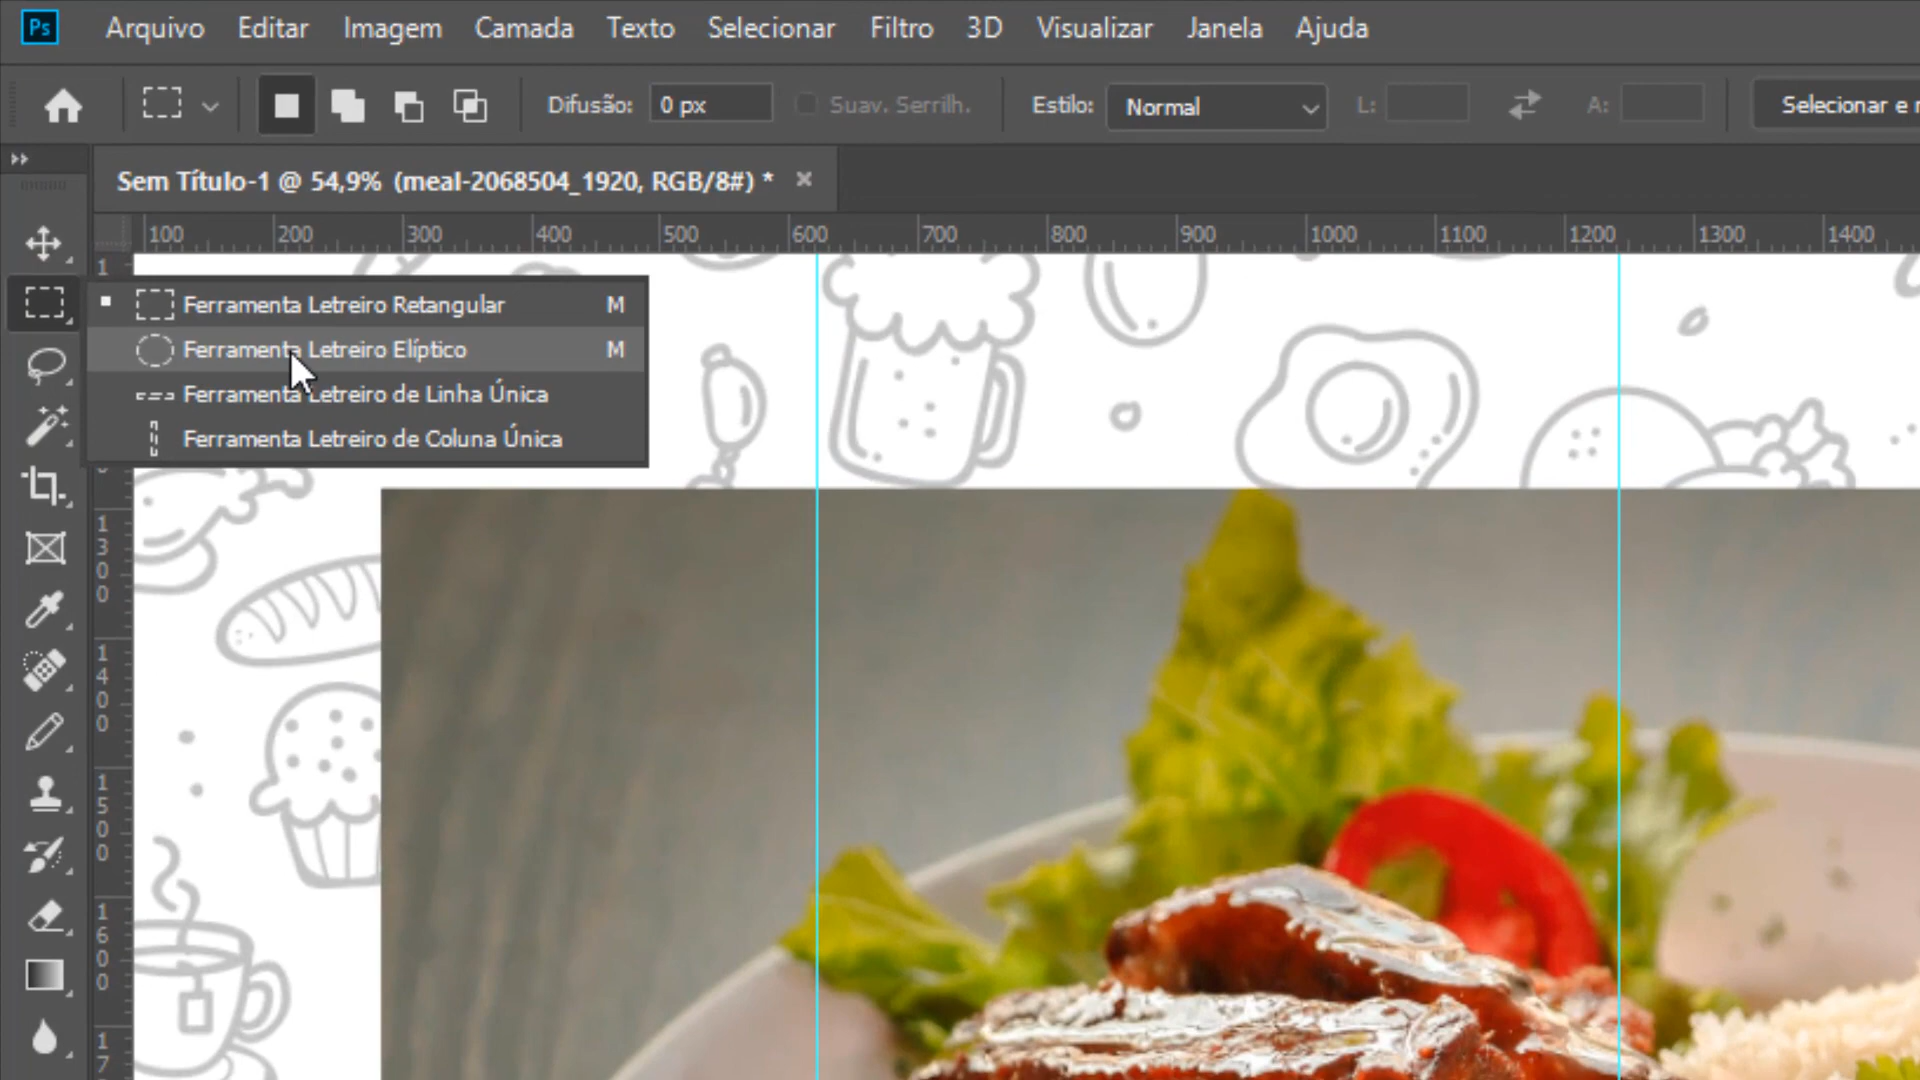 Ps Arquivo Editar Imagem Camada Texto Selecionar Filtro 3D Visualizar Janela Ajuda
Difusão: 0 px Suav. Serrilh. Estilo: Normal L: A: Selecionar e
Sem Título-1 @ 54,9% (meal-2068504_1920, RGB/8#) * ×
100 200 300 400 500 600 700 800 900 1000 1100 1200 1300 1400
Ferramenta Letreiro Retangular M
Ferramenta Letreiro Elíptico M
Ferramenta Letreiro de Linha Única
Ferramenta Letreiro de Coluna Única
1300
1400
1500
1600
17